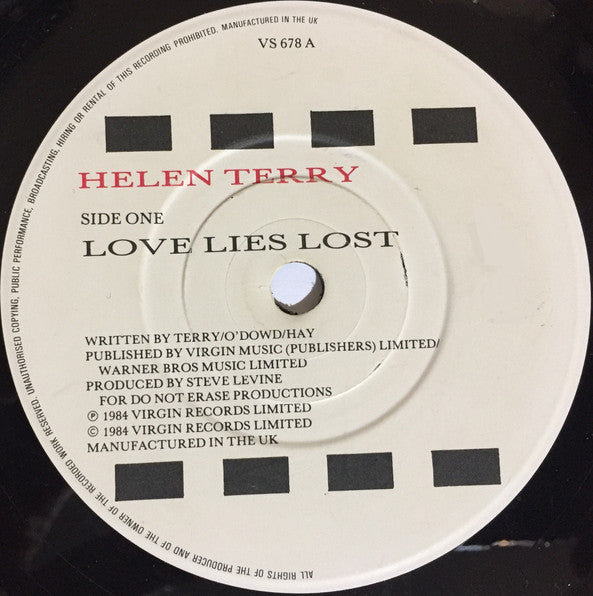 ALL RIGHTS OF THE PRODUCER AND OF THE OWNER OF THE RECORDED WORK RESERVED. UNAUTHORISED COPYING, PUBLIC PERFORMANCE, BROADCASTING, HIRING OR RENTAL OF THIS RECORDING PROHIBITED. MANUFACTURED IN THE UK
VS 678 A
HELEN TERRY
SIDE ONE
LOVE LIES LOST
WRITTEN BY TERRY/O'DOWD/HAY
PUBLISHED BY VIRGIN MUSIC (PUBLISHERS) LIMITED/
WARNER BROS MUSIC LIMITED
PRODUCED BY STEVE LEVINE
FOR DO NOT ERASE PRODUCTIONS
℗ 1984 VIRGIN RECORDS LIMITED
© 1984 VIRGIN RECORDS LIMITED
MANUFACTURED IN THE UK